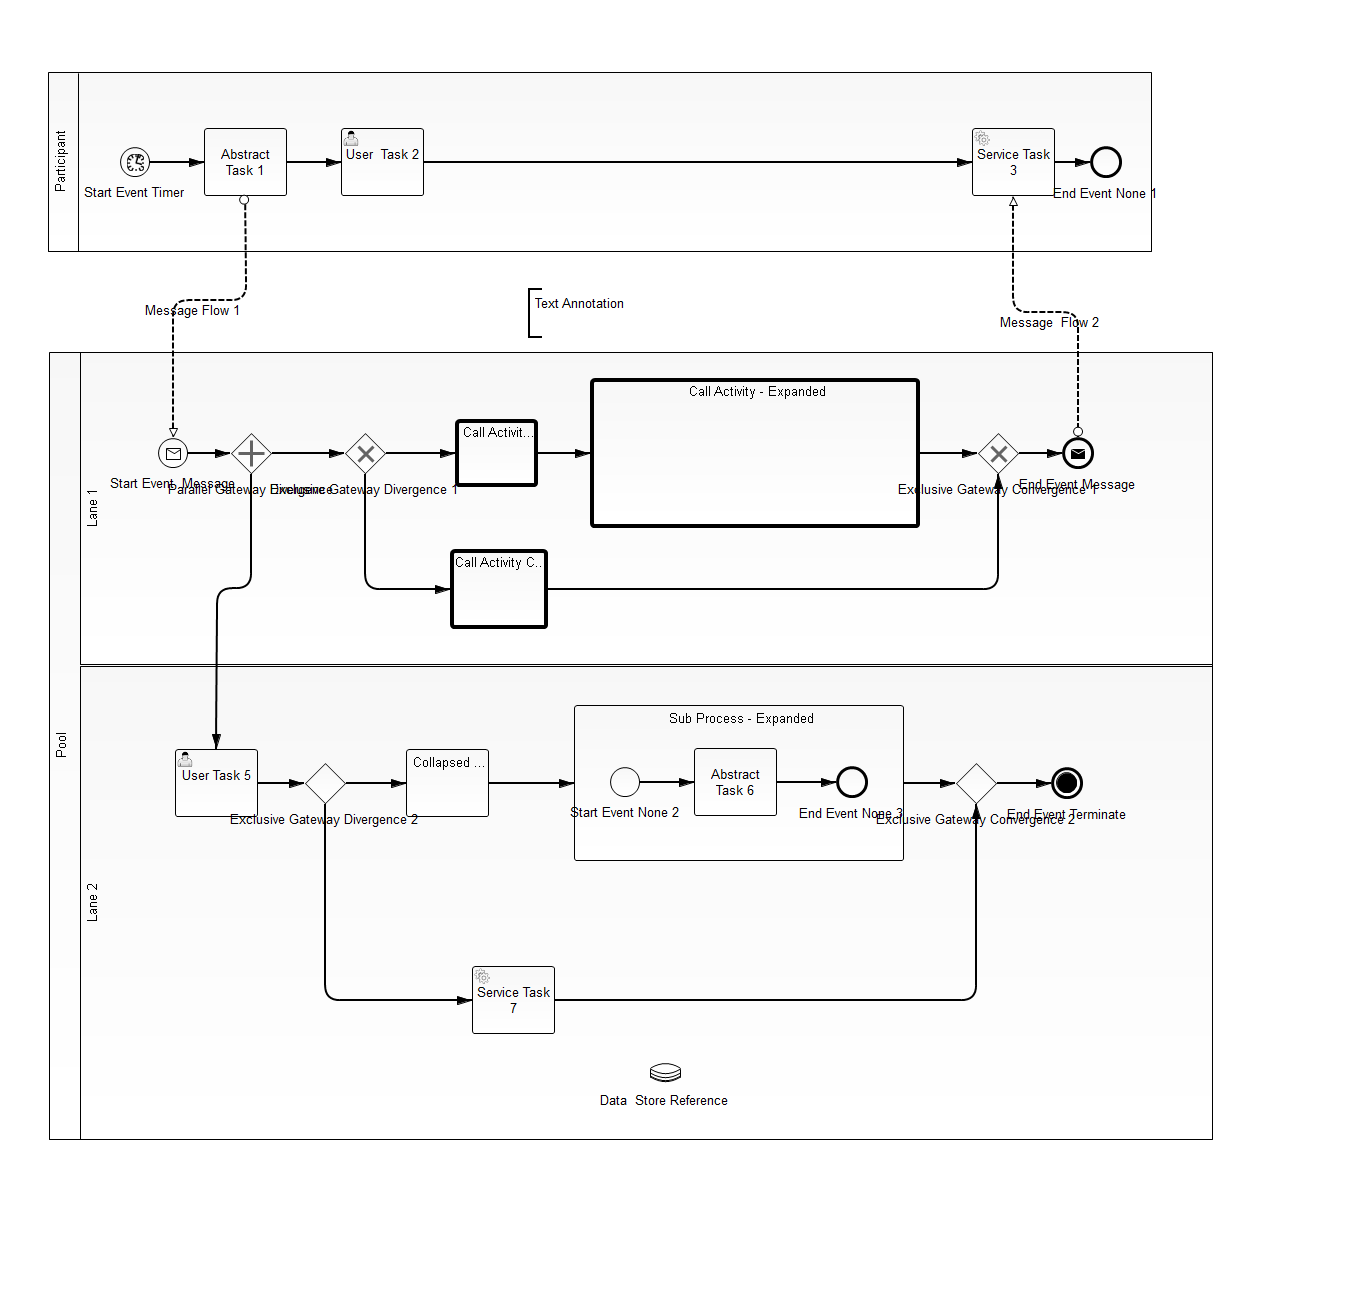 Participant
Start Event Timer
Abstract
Task 1
User  Task 2
Service Task
3
End Event None 1
Message Flow 1
Text Annotation
Message  Flow 2
Pool
Lane 1
Call Activity - Expanded
Call Activit...
Start Event  Message
Parallel Gateway Divergence
Exclusive Gateway Divergence 1
Exclusive Gateway Convergence 1
End Event Message
Call Activity C...
Lane 2
Sub Process - Expanded
User Task 5
Collapsed ...
Abstract
Task 6
Start Event None 2
End Event None 3
Exclusive Gateway Divergence 2
Exclusive Gateway Convergence 2
End Event Terminate
Service Task
7
Data  Store Reference